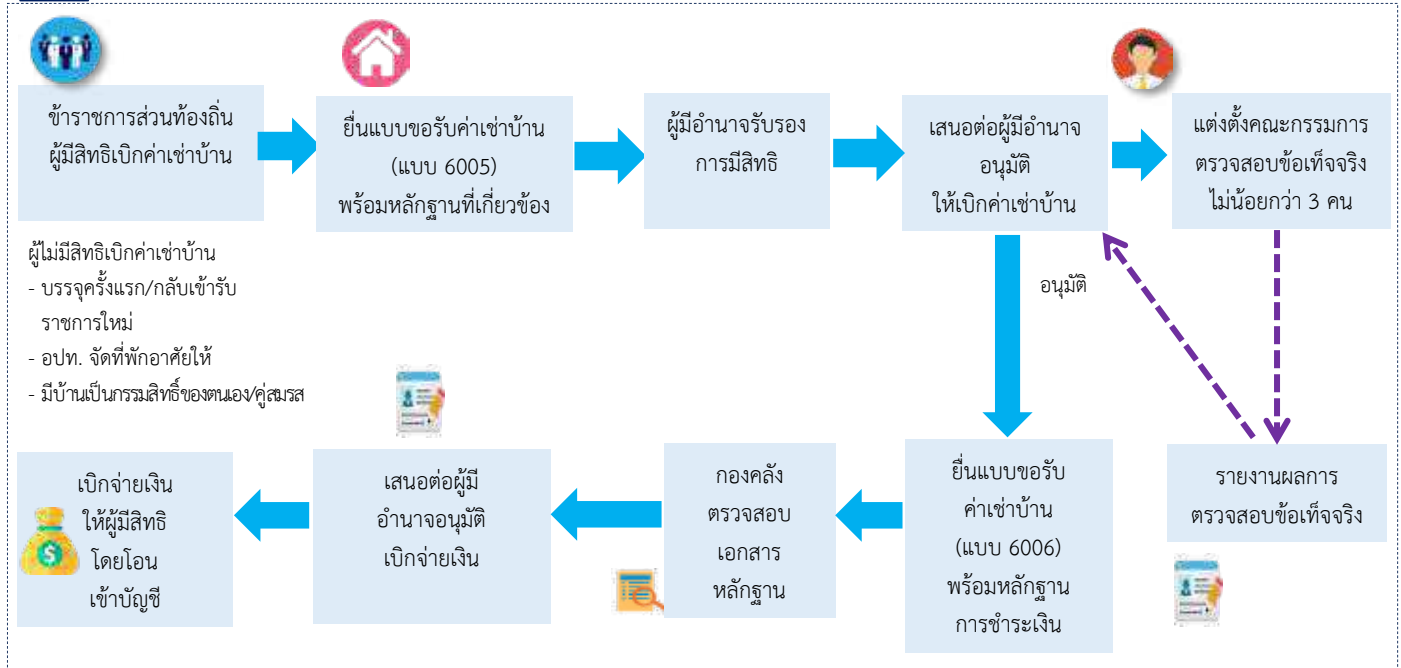 ข้าราชการส่วนท้องถิ่น
ผู้มีสิทธิเบิกค่าเช่าบ้าน
ยื่นแบบขอรับค่าเช่าบ้าน
(แบบ 6005)
พร้อมหลักฐานที่เกี่ยวข้อง
ผู้มีอำนาจรับรอง
การมีสิทธิ
เสนอต่อผู้มีอำนาจ
อนุมัติ
ให้เบิกค่าเช่าบ้าน
แต่งตั้งคณะกรรมการ
ตรวจสอบข้อเท็จจริง
ไม่น้อยกว่า 3 คน
ผู้ไม่มีสิทธิเบิกค่าเช่าบ้าน
- บรรจุครั้งแรก/กลับเข้ารับ
ราชการใหม่
- อปท. จัดที่พักอาศัยให้
- มีบ้านเป็นกรรมสิทธิ์ของตนเอง/คู่สมรส
อนุมัติ
รายงานผลการ
ตรวจสอบข้อเท็จจริง
ยื่นแบบขอรับ
ค่าเช่าบ้าน
(แบบ 6006)
พร้อมหลักฐาน
การชำระเงิน
กองคลัง
ตรวจสอบ
เอกสาร
หลักฐาน
เสนอต่อผู้มี
อำนาจอนุมัติ
เบิกจ่ายเงิน
เบิกจ่ายเงิน
ให้ผู้มีสิทธิ
โดยโอน
เข้าบัญชี